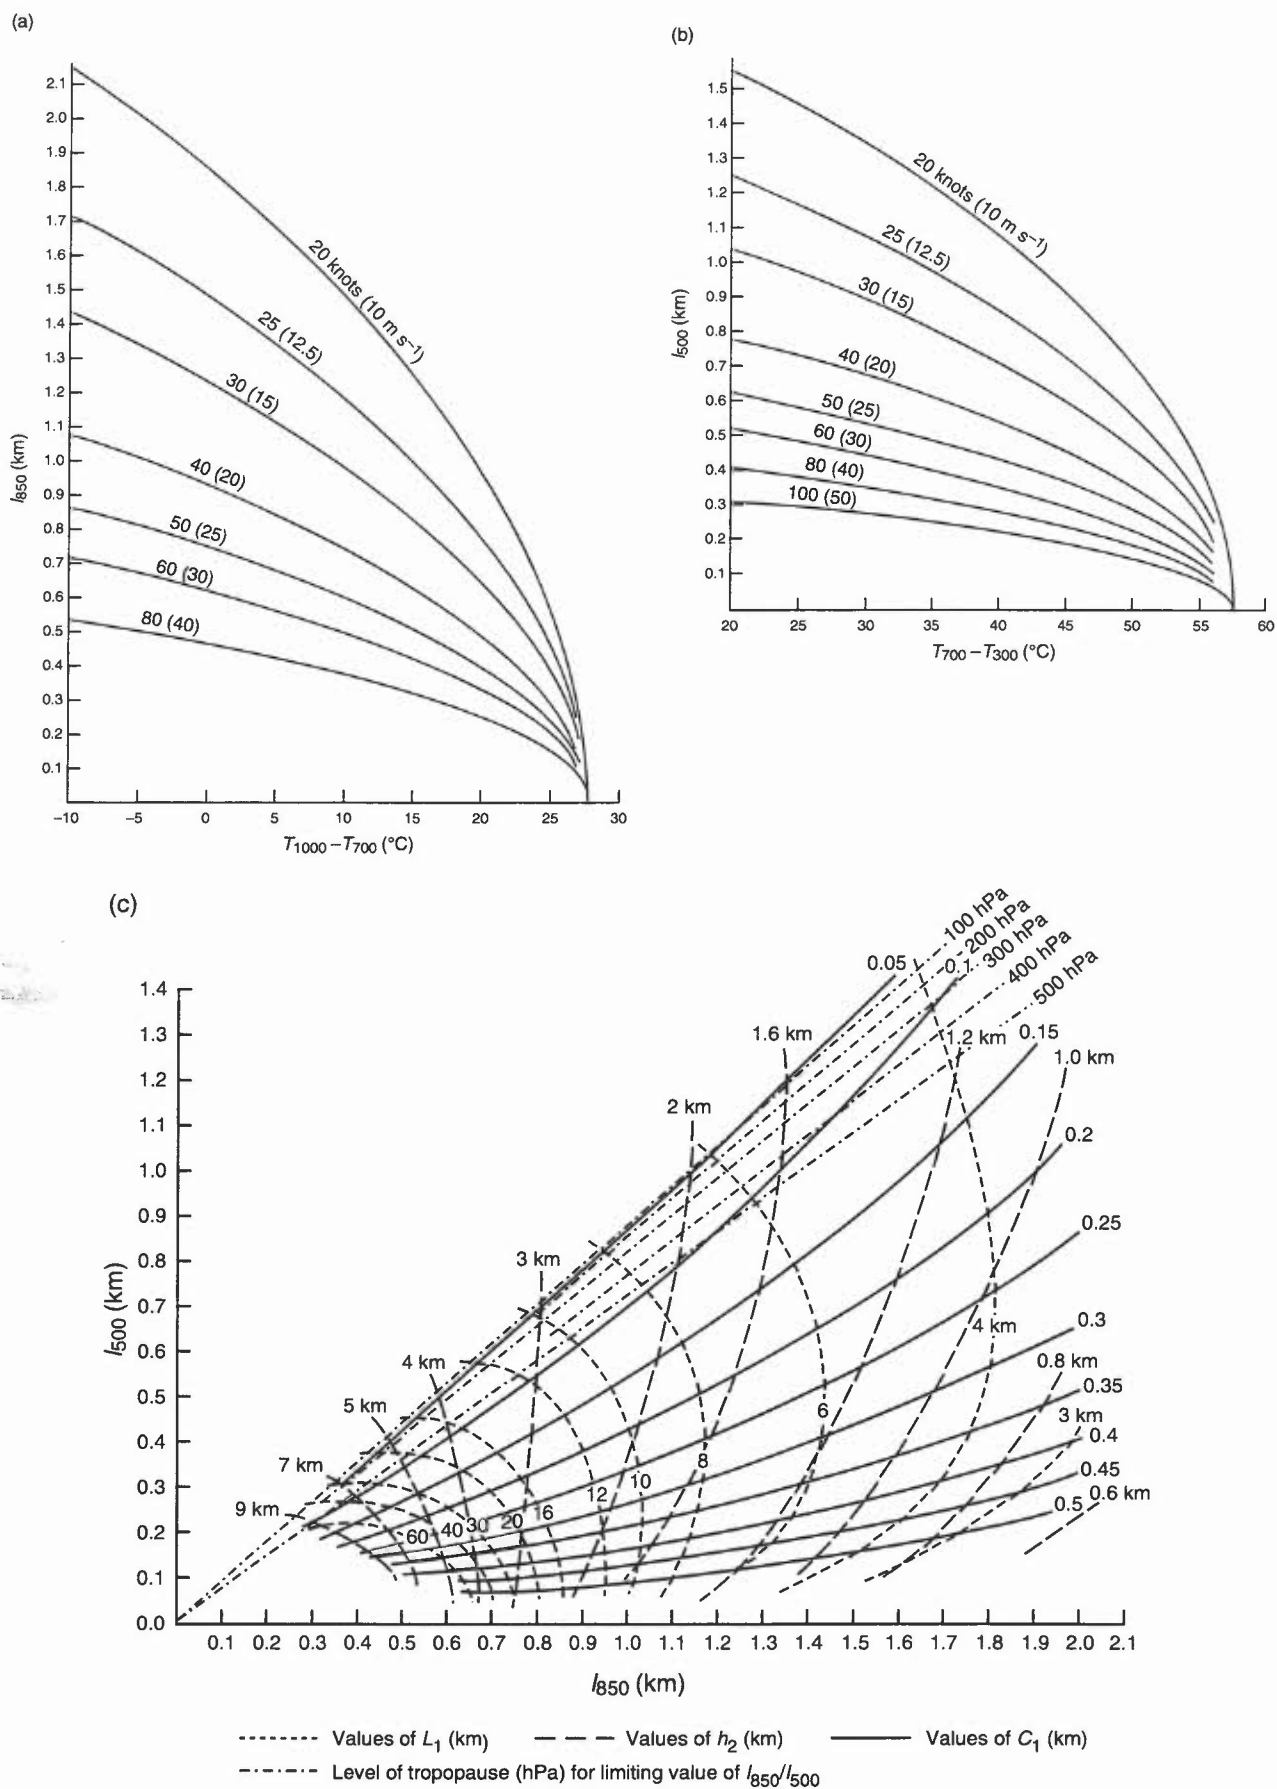 (a)
2.1
2.0
1.9
1.8
1.7
1.6
1.5
1.4
1.3
1.2
1.1
1.0
0.9
0.8
0.7
0.6
0.5
0.4
0.3
0.2
0.1
l850 (km)
20 knots (10 m s–1)
25 (12.5)
30 (15)
40 (20)
50 (25)
60 (30)
80 (40)
–10 –5 0 5 10 15 20 25 30
T1000 – T700 (°C)
(b)
1.5
1.4
1.3
1.2
1.1
1.0
0.9
0.8
0.7
0.6
0.5
0.4
0.3
0.2
0.1
l500 (km)
20 knots (10 m s–1)
25 (12.5)
30 (15)
40 (20)
50 (25)
60 (30)
80 (40)
100 (50)
20 25 30 35 40 45 50 55 60
T700 – T300 (°C)
(c)
1.4
1.3
1.2
1.1
1.0
0.9
0.8
0.7
0.6
0.5
0.4
0.3
0.2
0.1
0.0
l500 (km)
100 hPa
200 hPa
300 hPa
400 hPa
500 hPa
0.05
0.1
0.15
0.2
0.25
0.3
0.35
0.4
0.45
0.5
1.6 km
1.2 km
1.0 km
2 km
3 km
4 km
5 km
7 km
9 km
4 km
0.8 km
3 km
0.6 km
60 40 30 20 16 12 10 8 6
0.1 0.2 0.3 0.4 0.5 0.6 0.7 0.8 0.9 1.0 1.1 1.2 1.3 1.4 1.5 1.6 1.7 1.8 1.9 2.0 2.1
l850 (km)
Values of L1 (km) Values of h2 (km) Values of C1 (km)
Level of tropopause (hPa) for limiting value of l850/l500